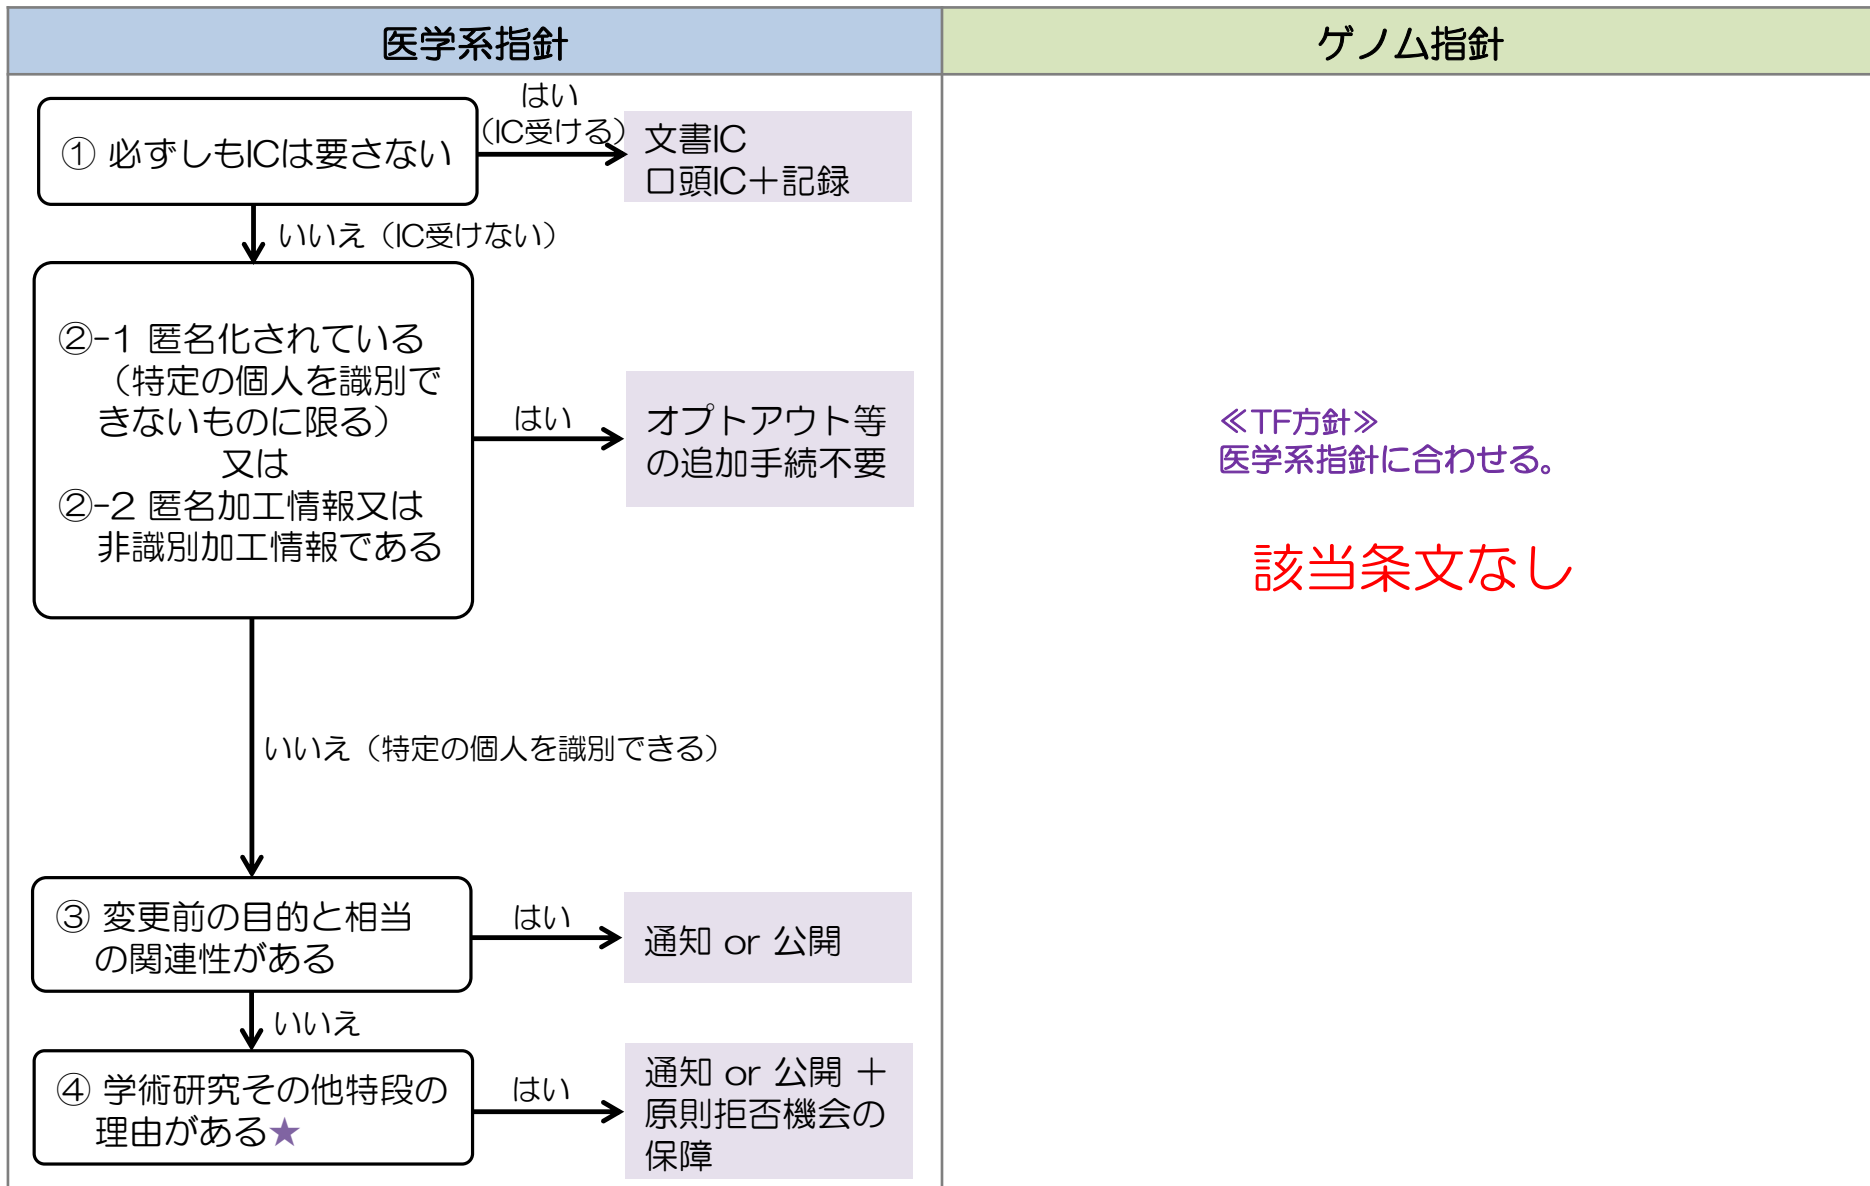 医学系指針
ゲノム指針
① 必ずしもICは要さない
はい
（IC受ける）
文書IC
口頭IC＋記録
いいえ（IC受けない）
②-1 匿名化されている
（特定の個人を識別で
きないものに限る）
又は
②-2 匿名加工情報又は
非識別加工情報である
はい
オプトアウト等
の追加手続不要
いいえ（特定の個人を識別できる）
③ 変更前の目的と相当
の関連性がある
はい
通知 or 公開
いいえ
④ 学術研究その他特段の
理由がある★
はい
通知 or 公開 ＋
原則拒否機会の
保障
≪TF方針≫
医学系指針に合わせる。
該当条文なし